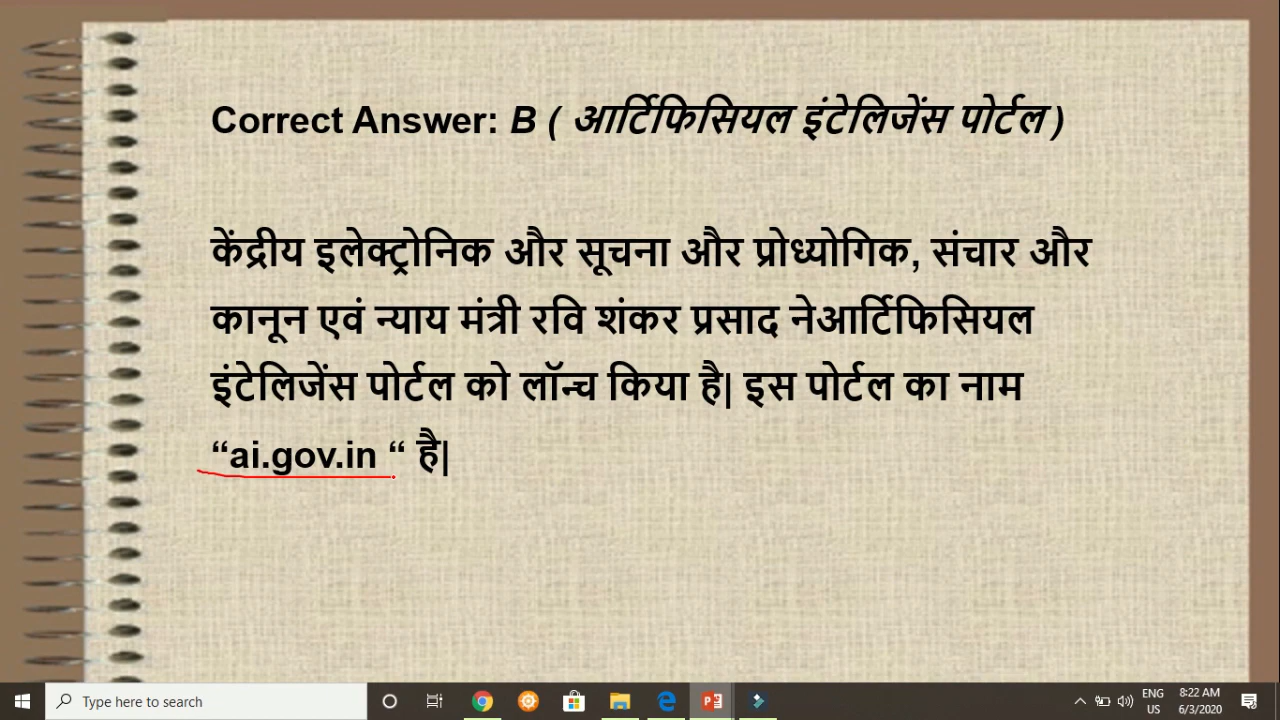 Correct Answer: B ( आर्टिफिसियल इंटेलिजेंस पोर्टल )
केंद्रीय इलेक्ट्रोनिक और सूचना और प्रोध्योगिक, संचार और
कानून एवं न्याय मंत्री रवि शंकर प्रसाद नेआर्टिफिसियल
इंटेलिजेंस पोर्टल को लॉन्च किया है| इस पोर्टल का नाम
“ai.gov.in “ है|
Type here to search
ENG
US
8:22 AM
6/3/2020